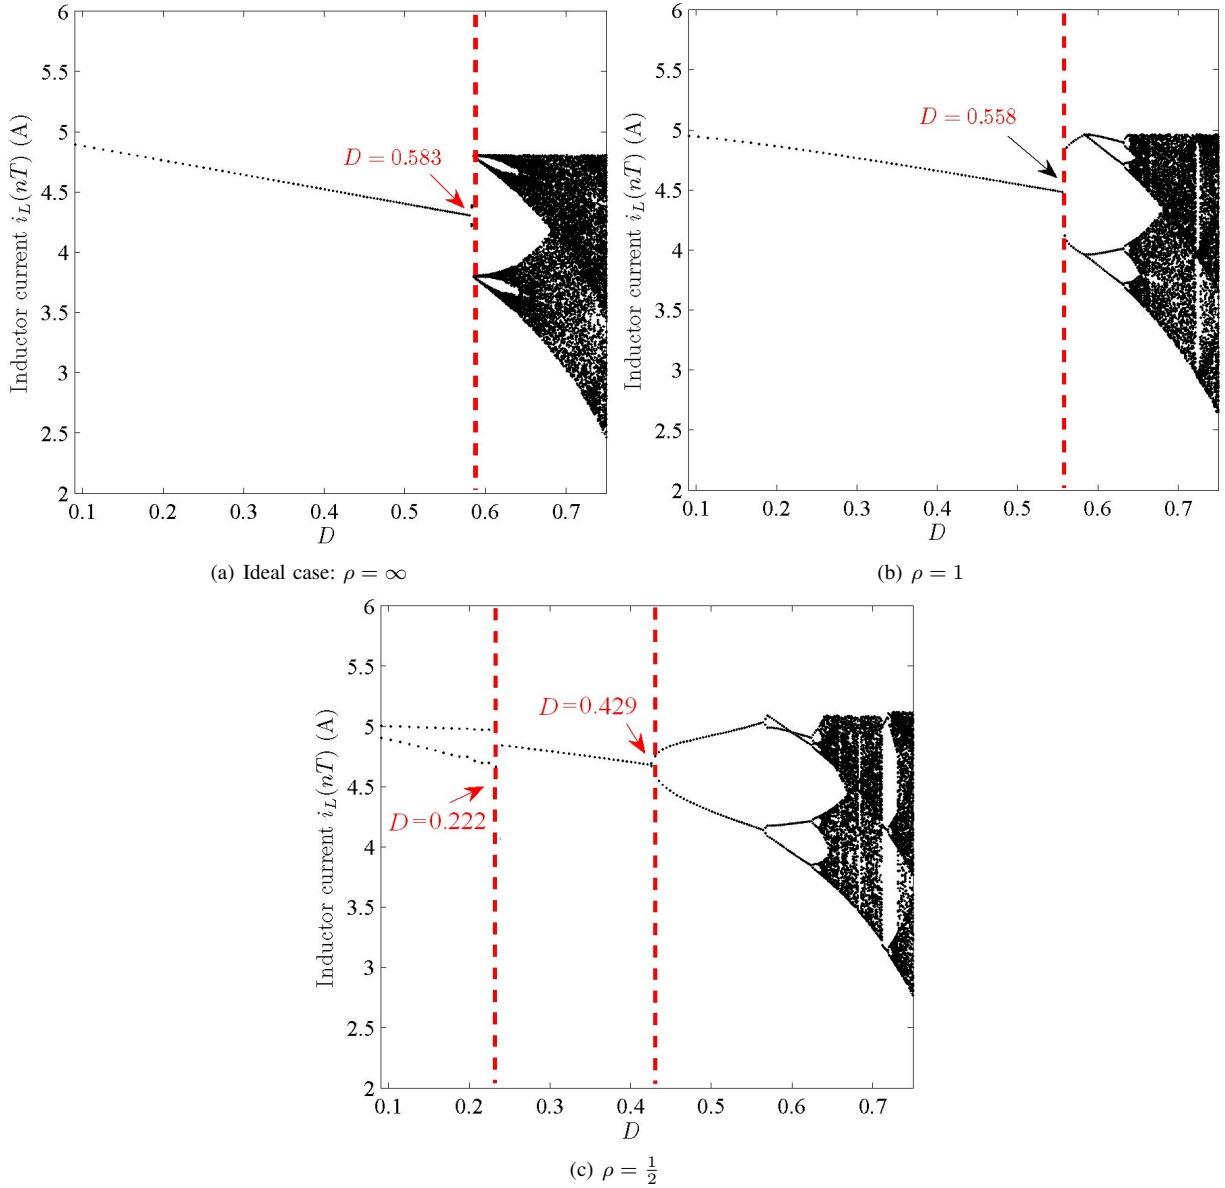 6
5.5
5
4.5
4
3.5
3
2.5
2
Inductor current i_L(nT) (A)
D = 0.583
0.1 0.2 0.3 0.4 0.5 0.6 0.7
D
(a) Ideal case: ρ = ∞
6
5.5
5
4.5
4
3.5
3
2.5
2
Inductor current i_L(nT) (A)
D = 0.558
0.1 0.2 0.3 0.4 0.5 0.6 0.7
D
(b) ρ = 1
6
5.5
5
4.5
4
3.5
3
2.5
2
Inductor current i_L(nT) (A)
D=0.429
D=0.222
0.1 0.2 0.3 0.4 0.5 0.6 0.7
D
(c) ρ = 1/2